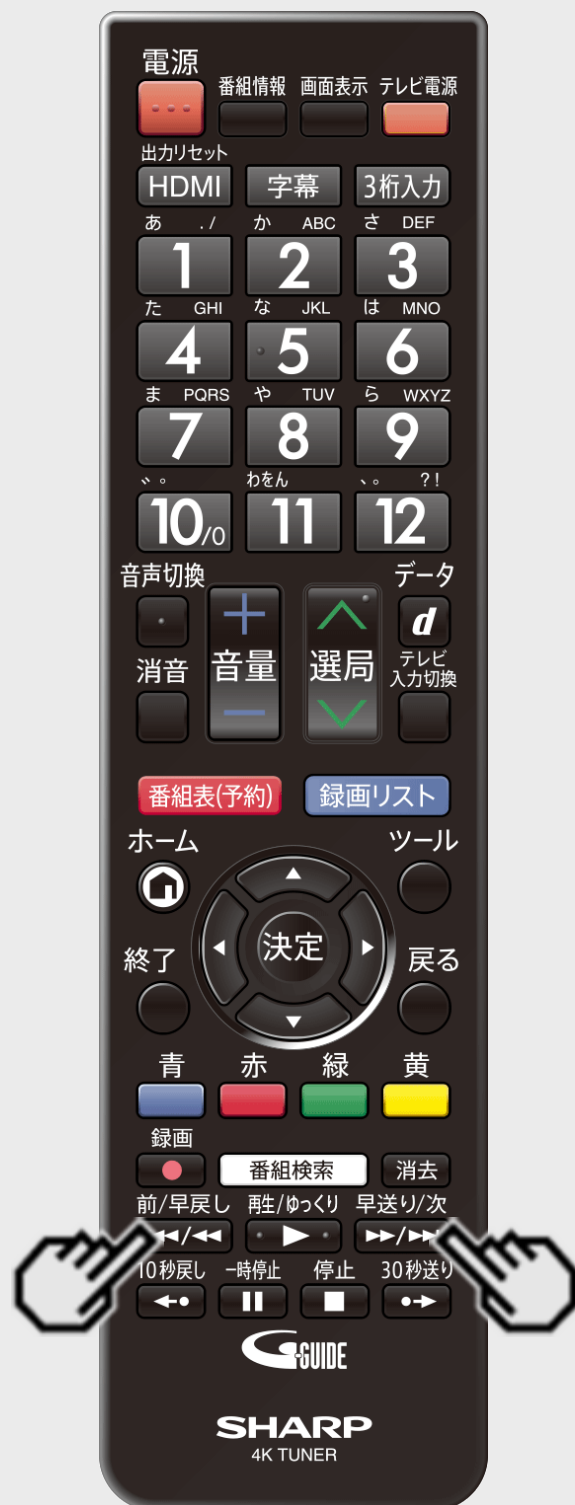 電源
番組情報 画面表示 テレビ電源
出力リセット
HDMI 字幕 3桁入力
あ ./ か ABC さ DEF
1 2 3
た GHI な JKL は MNO
4 5 6
ま PQRS や TUV ら WXYZ
7 8 9
゛゜ わをん 、。 ?!
10/0 11 12
音声切換 データ
d
消音 音量 選局 テレビ
入力切換
番組表(予約) 録画リスト
ホーム ツール
決定
終了 戻る
青 赤 緑 黄
録画
番組検索 消去
前/早戻し 再生/ゆっくり 早送り/次
10秒戻し 一時停止 停止 30秒送り
G-GUIDE
SHARP
4K TUNER